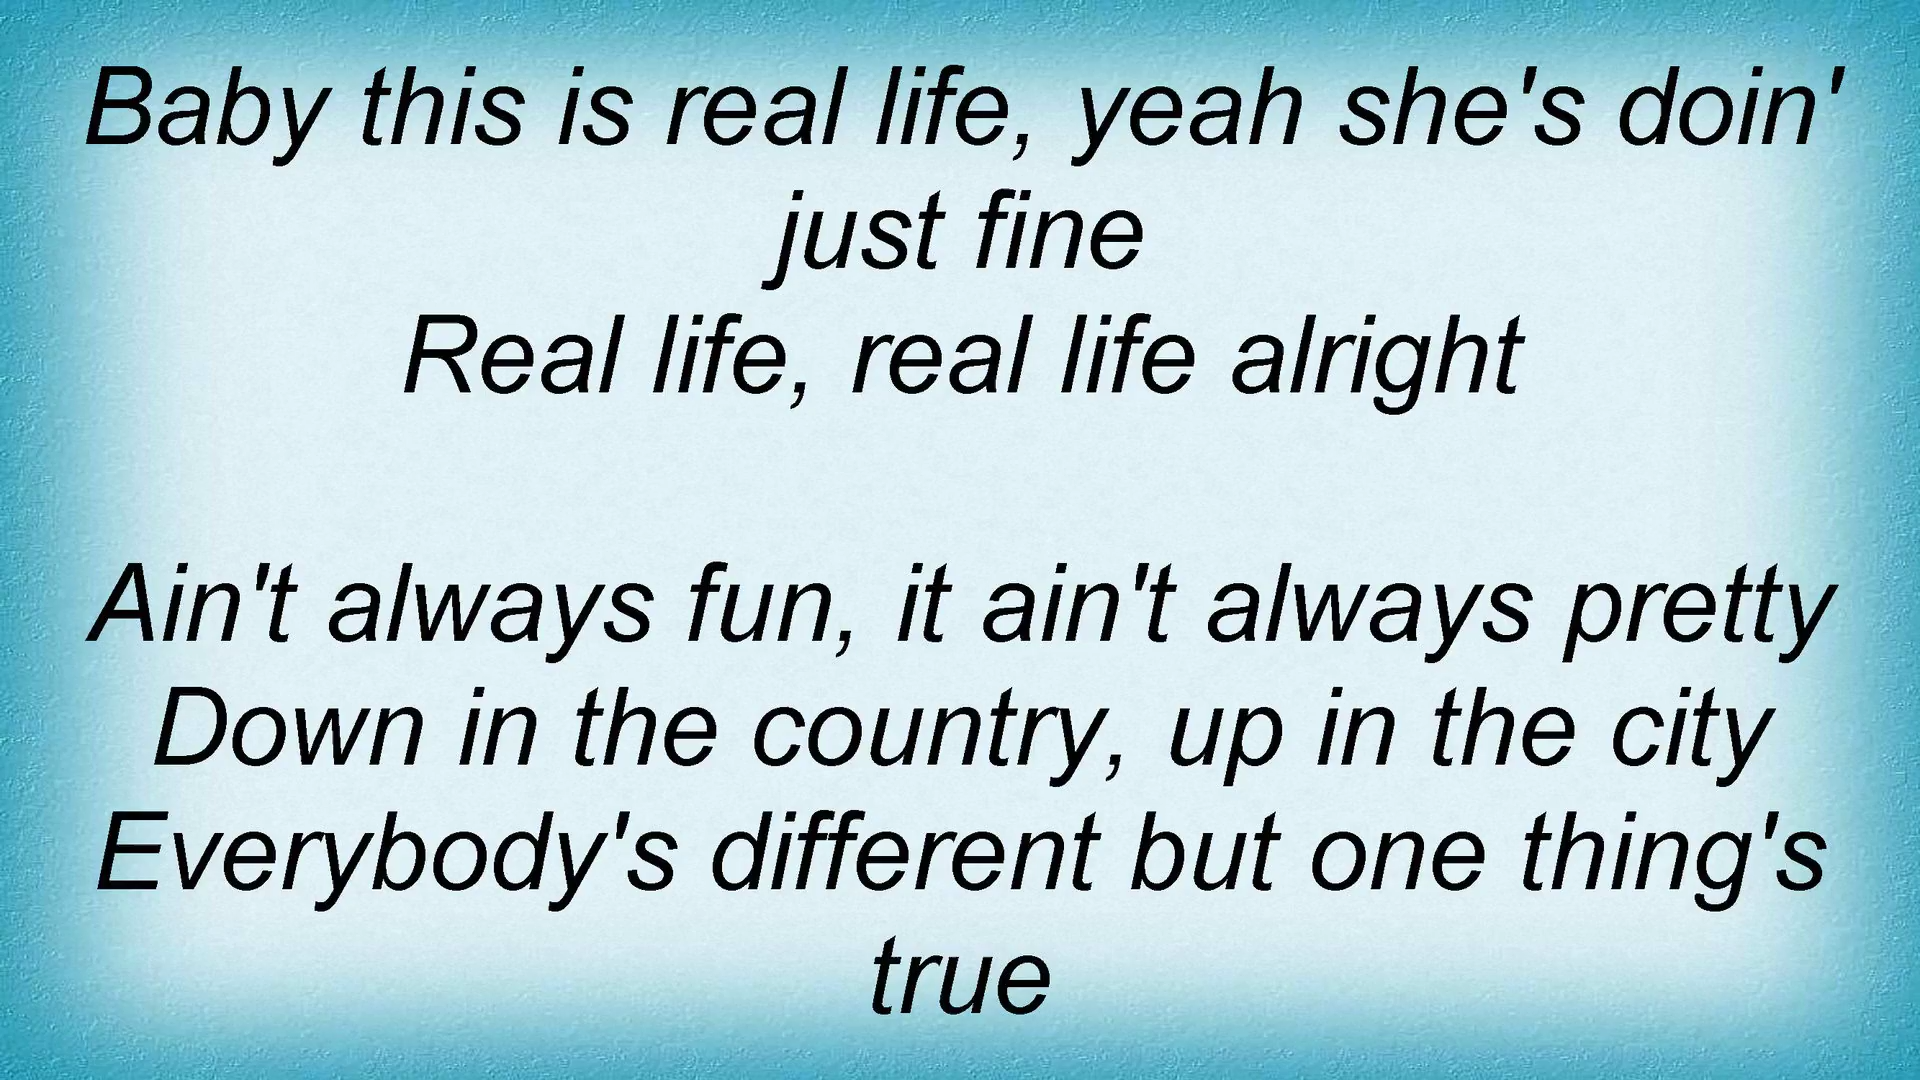 Baby this is real life, yeah she's doin'
just fine
Real life, real life alright
Ain't always fun, it ain't always pretty
Down in the country, up in the city
Everybody's different but one thing's
true